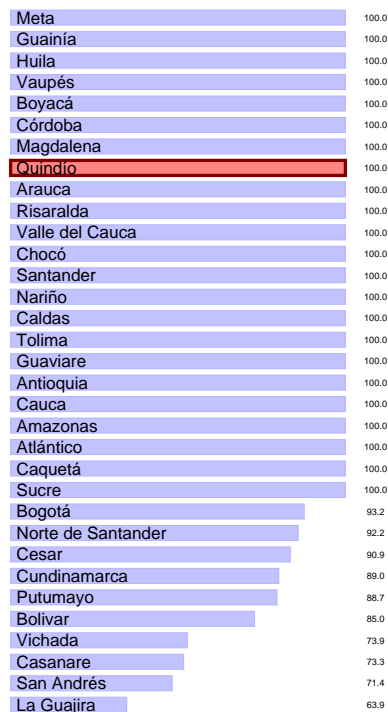 Meta 100.0
Guainía 100.0
Huila 100.0
Vaupés 100.0
Boyacá 100.0
Córdoba 100.0
Magdalena 100.0
Quindío 100.0
Arauca 100.0
Risaralda 100.0
Valle del Cauca 100.0
Chocó 100.0
Santander 100.0
Nariño 100.0
Caldas 100.0
Tolima 100.0
Guaviare 100.0
Antioquia 100.0
Cauca 100.0
Amazonas 100.0
Atlántico 100.0
Caquetá 100.0
Sucre 100.0
Bogotá 93.2
Norte de Santander 92.2
Cesar 90.9
Cundinamarca 89.0
Putumayo 88.7
Bolivar 85.0
Vichada 73.9
Casanare 73.3
San Andrés 71.4
La Guajira 63.9